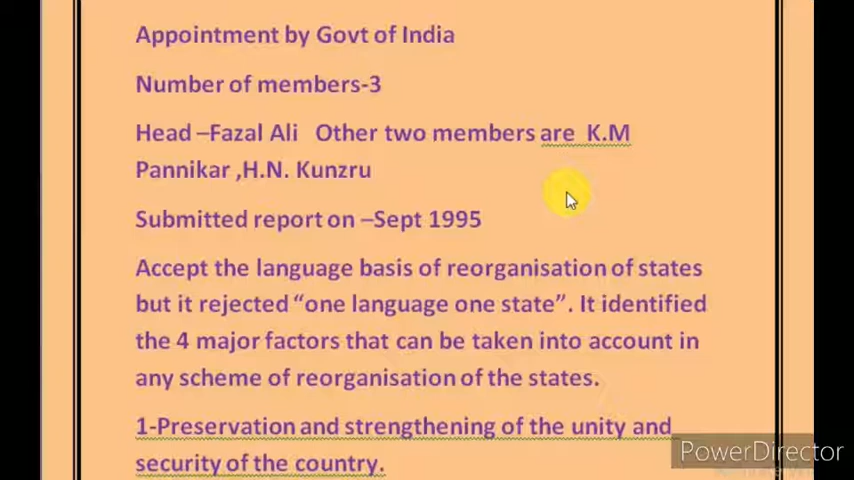 Appointment by Govt of India
Number of members-3
Head –Fazal Ali   Other two members are  K.M
Pannikar ,H.N. Kunzru
Submitted report on –Sept 1995
Accept the language basis of reorganisation of states
but it rejected “one language one state”. It identified
the 4 major factors that can be taken into account in
any scheme of reorganisation of the states.
1-Preservation and strengthening of the unity and
security of the country.
PowerDirector